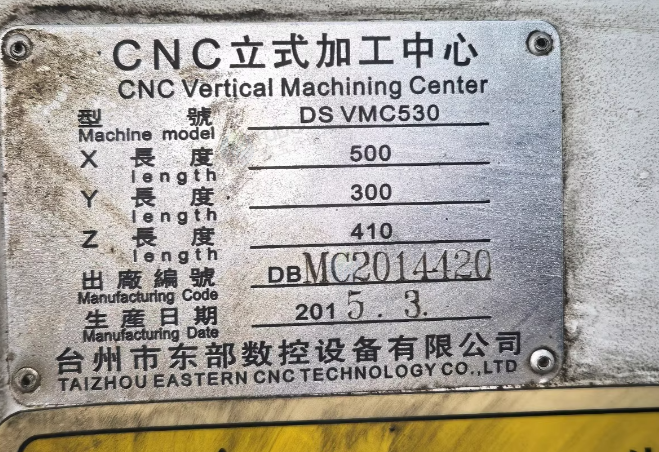 CNC立式加工中心
CNC Vertical Machining Center
型號 DS VMC530
Machine model
X長度 500
length
Y長度 300
length
Z長度 410
length
出廠編號 DBMC2014420
Manufacturing Code
生產日期 2015.3.
Manufacturing Date
台州市东部数控设备有限公司
TAIZHOU EASTERN CNC TECHNOLOGY CO.,LTD